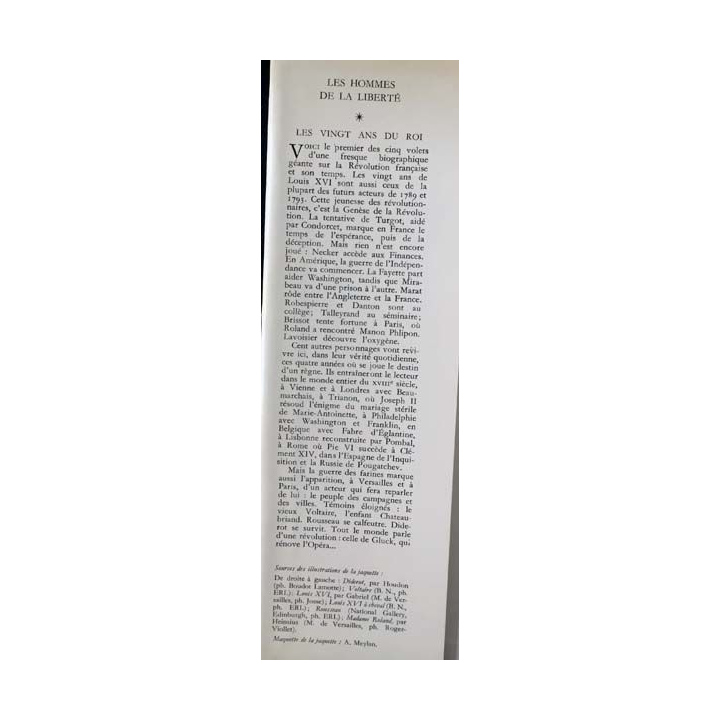 LES HOMMES
DE LA LIBERTÉ
*
LES VINGT ANS DU ROI
VOICI le premier des cinq volets
d'une fresque biographique
géante sur la Révolution française
et son temps. Les vingt ans de
Louis XVI sont aussi ceux de la
plupart des futurs acteurs de 1789 et
1793. Cette jeunesse des révolution-
naires, c'est la Genèse de la Révolu-
tion. La tentative de Turgot, aidé
par Condorcet, marque en France le
temps de l'espérance, puis de la
déception. Mais rien n'est encore
joué : Necker accède aux Finances.
En Amérique, la guerre de l'Indépen-
dance va commencer. La Fayette part
aider Washington, tandis que Mira-
beau va d'une prison à l'autre. Marat
rôde entre l'Angleterre et la France.
Robespierre et Danton sont au
collège; Talleyrand au séminaire;
Brissot tente fortune à Paris, où
Roland a rencontré Manon Phlipon.
Lavoisier découvre l'oxygène.
Cent autres personnages vont revi-
vre ici, dans leur vérité quotidienne,
ces quatre années où se joue le destin
d'un règne. Ils entraîneront le lecteur
dans le monde entier du XVIIIe siècle,
à Vienne et à Londres avec Beau-
marchais, à Trianon, où Joseph II
résoud l'énigme du mariage stérile
de Marie-Antoinette, à Philadelphie
avec Washington et Franklin, en
Belgique avec Fabre d'Églantine,
à Lisbonne reconstruite par Pombal,
à Rome où Pie VI succède à Clé-
ment XIV, dans l'Espagne de l'Inqui-
sition et la Russie de Pougatchev.
Mais la guerre des farines marque
aussi l'apparition, à Versailles et à
Paris, d'un acteur qui fera reparler
de lui : le peuple des campagnes et
des villes. Témoins éloignés : le
vieux Voltaire, l'enfant Chateau-
briand. Rousseau se calfeutre. Dide-
rot se survit. Tout le monde parle
d'une révolution : celle de Gluck, qui
rénove l'Opéra...
Sources des illustrations de la jaquette :
De droite à gauche : Diderot, par Houdon
(ph. Boudot Lamotte); Voltaire (B. N., ph.
ERL); Louis XVI, par Gabriel (M. de Ver-
sailles, ph. Josse); Louis XVI à cheval (B. N.,
ph. ERL); Rousseau (National Gallery,
Edinburgh, ph. ERL); Madame Roland, par
Heinsius (M. de Versailles, ph. Roger-
Viollet).
Maquette de la jaquette : A. Meylan.